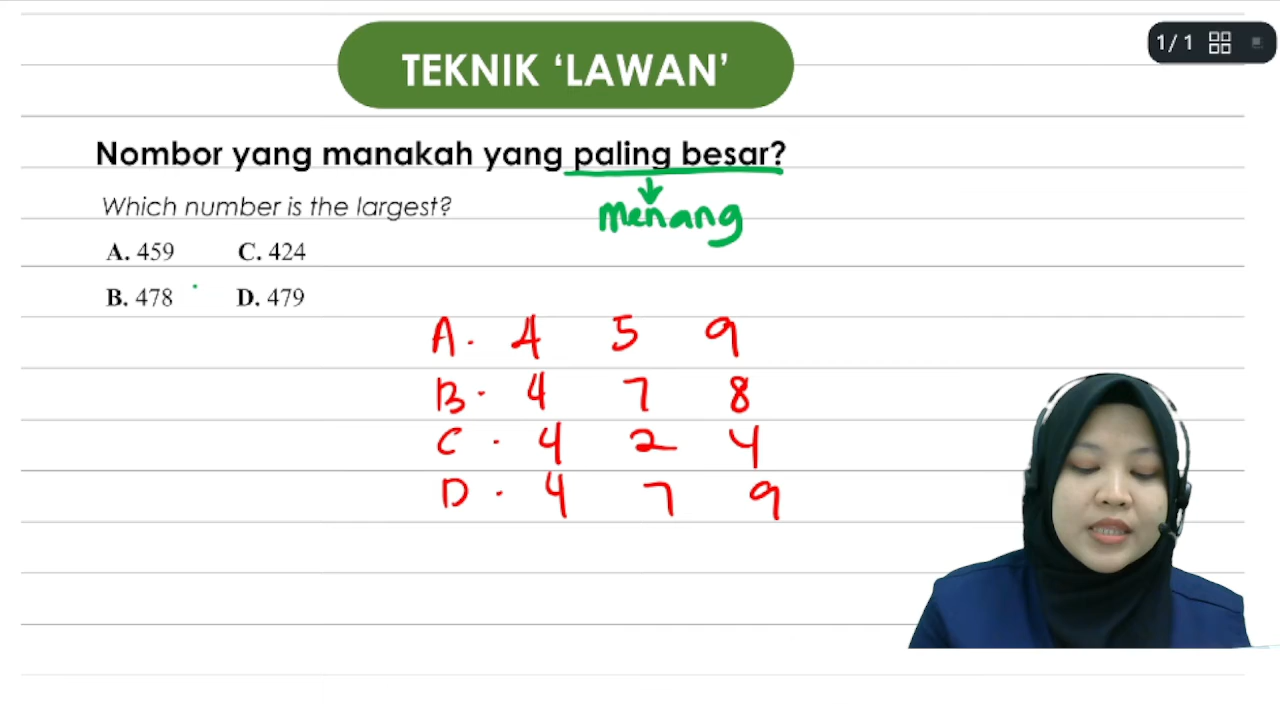 1/1
TEKNIK ‘LAWAN’
Nombor yang manakah yang paling besar?
Which number is the largest?
menang
A. 459 C. 424
B. 478 D. 479
A. 4 5 9
B. 4 7 8
C. 4 2 4
D. 4 7 9